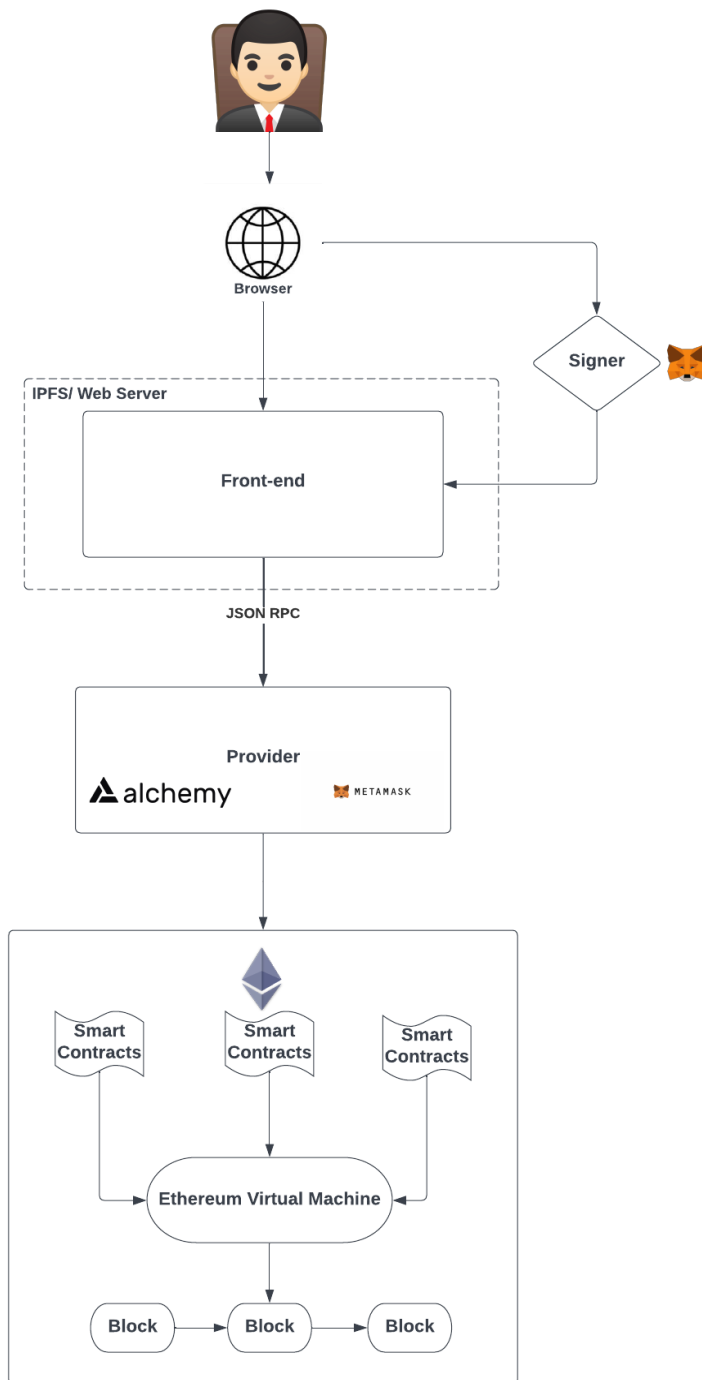 Browser
Signer
IPFS/ Web Server
Front-end
JSON RPC
Provider
alchemy
METAMASK
Smart
Contracts
Smart
Contracts
Smart
Contracts
Ethereum Virtual Machine
Block
Block
Block